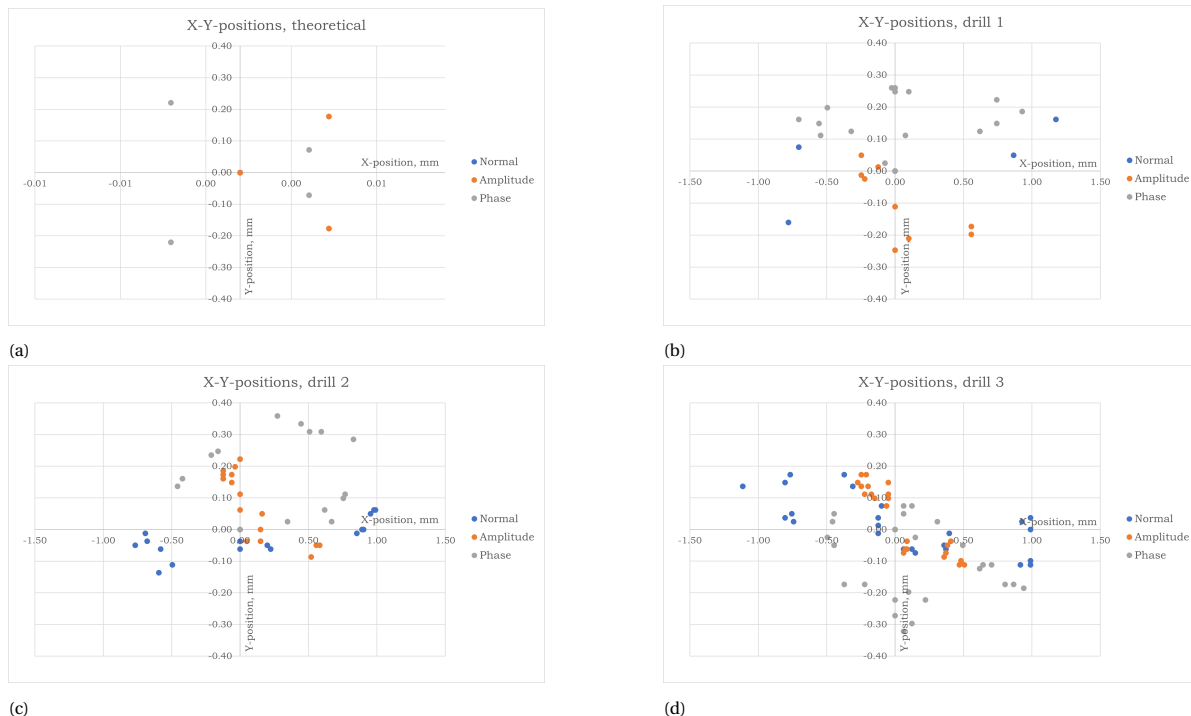 X-Y-positions, theoretical
0.40
0.30
0.20
0.10
X-position, mm
0.00
-0.01 -0.01 0.00 0.00 0.01
-0.10
-0.20
-0.30
-0.40
Y-position, mm
Normal
Amplitude
Phase
(a)
X-Y-positions, drill 1
0.40
0.30
0.20
0.10
X-position, mm
0.00
-1.50 -1.00 -0.50 0.00 0.50 1.00 1.50
-0.10
-0.20
-0.30
-0.40
Y-position, mm
Normal
Amplitude
Phase
(b)
X-Y-positions, drill 2
0.40
0.30
0.20
0.10
X-position, mm
0.00
-1.50 -1.00 -0.50 0.00 0.50 1.00 1.50
-0.10
-0.20
-0.30
-0.40
Y-position, mm
Normal
Amplitude
Phase
(c)
X-Y-positions, drill 3
0.40
0.30
0.20
0.10
X-position, mm
0.00
-1.50 -1.00 -0.50 0.00 0.50 1.00 1.50
-0.10
-0.20
-0.30
-0.40
Y-position, mm
Normal
Amplitude
Phase
(d)